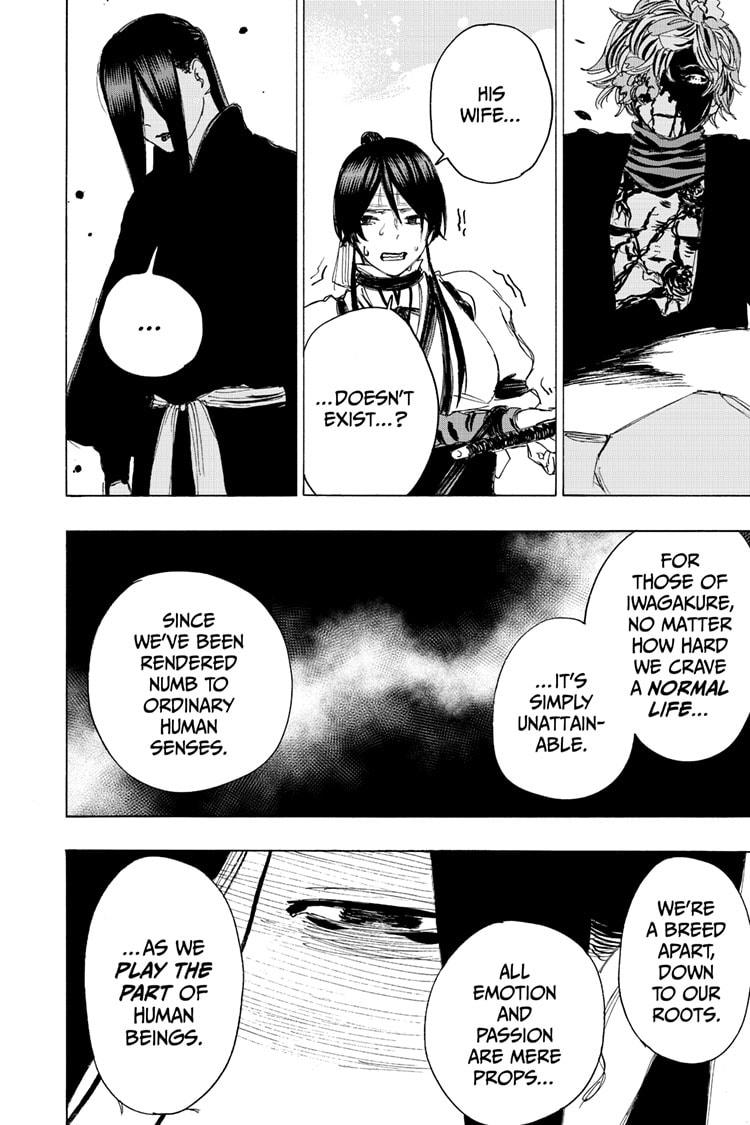 HIS
WIFE...
...DOESN'T
EXIST...?
...
FOR
THOSE OF
IWAGAKURE,
NO MATTER
HOW HARD
WE CRAVE
A NORMAL
LIFE...
...IT'S
SIMPLY
UNATTAIN-
ABLE.
SINCE
WE'VE BEEN
RENDERED
NUMB TO
ORDINARY
HUMAN
SENSES.
WE'RE
A BREED
APART,
DOWN
TO OUR
ROOTS.
ALL
EMOTION
AND
PASSION
ARE MERE
PROPS...
...AS WE
PLAY THE
PART OF
HUMAN
BEINGS.